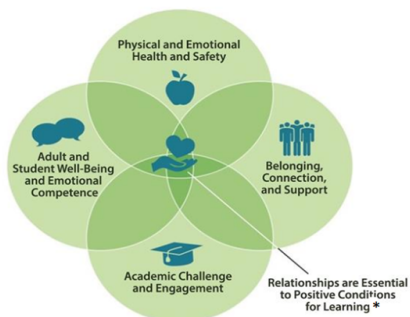 Physical and Emotional
Health and Safety
Adult and
Student Well-Being
and Emotional
Competence
Belonging,
Connection,
and Support
Academic Challenge
and Engagement
Relationships are Essential
to Positive Conditions
for Learning *